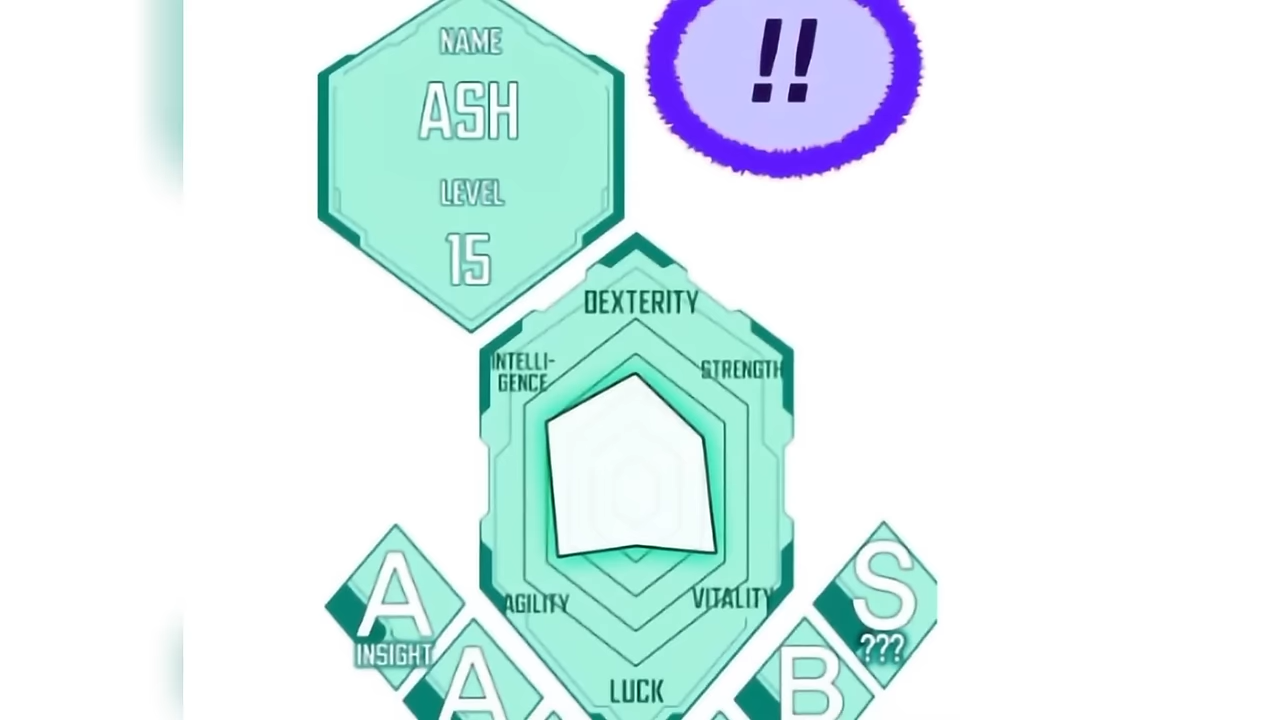 NAME
ASH
LEVEL
15
!!
DEXTERITY
INTELLI-
GENCE
STRENGTH
AGILITY
VITALITY
LUCK
A
INSIGHT
A
B
S
???